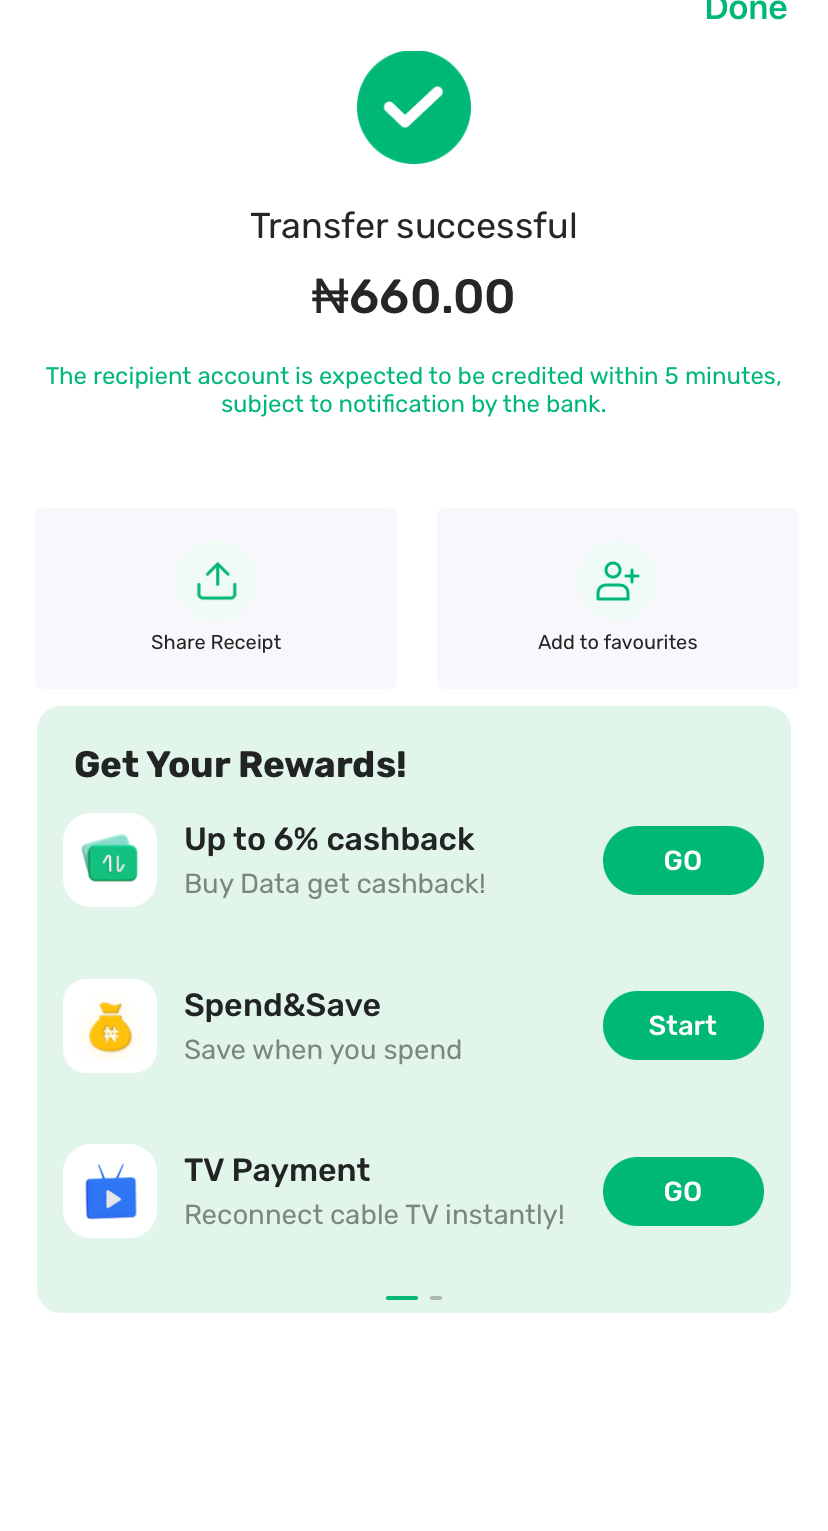 Done
Transfer successful
₦660.00
The recipient account is expected to be credited within 5 minutes,
subject to notification by the bank.
Share Receipt
Add to favourites
Get Your Rewards!
Up to 6% cashback
Buy Data get cashback!
GO
Spend&Save
Save when you spend
Start
TV Payment
Reconnect cable TV instantly!
GO